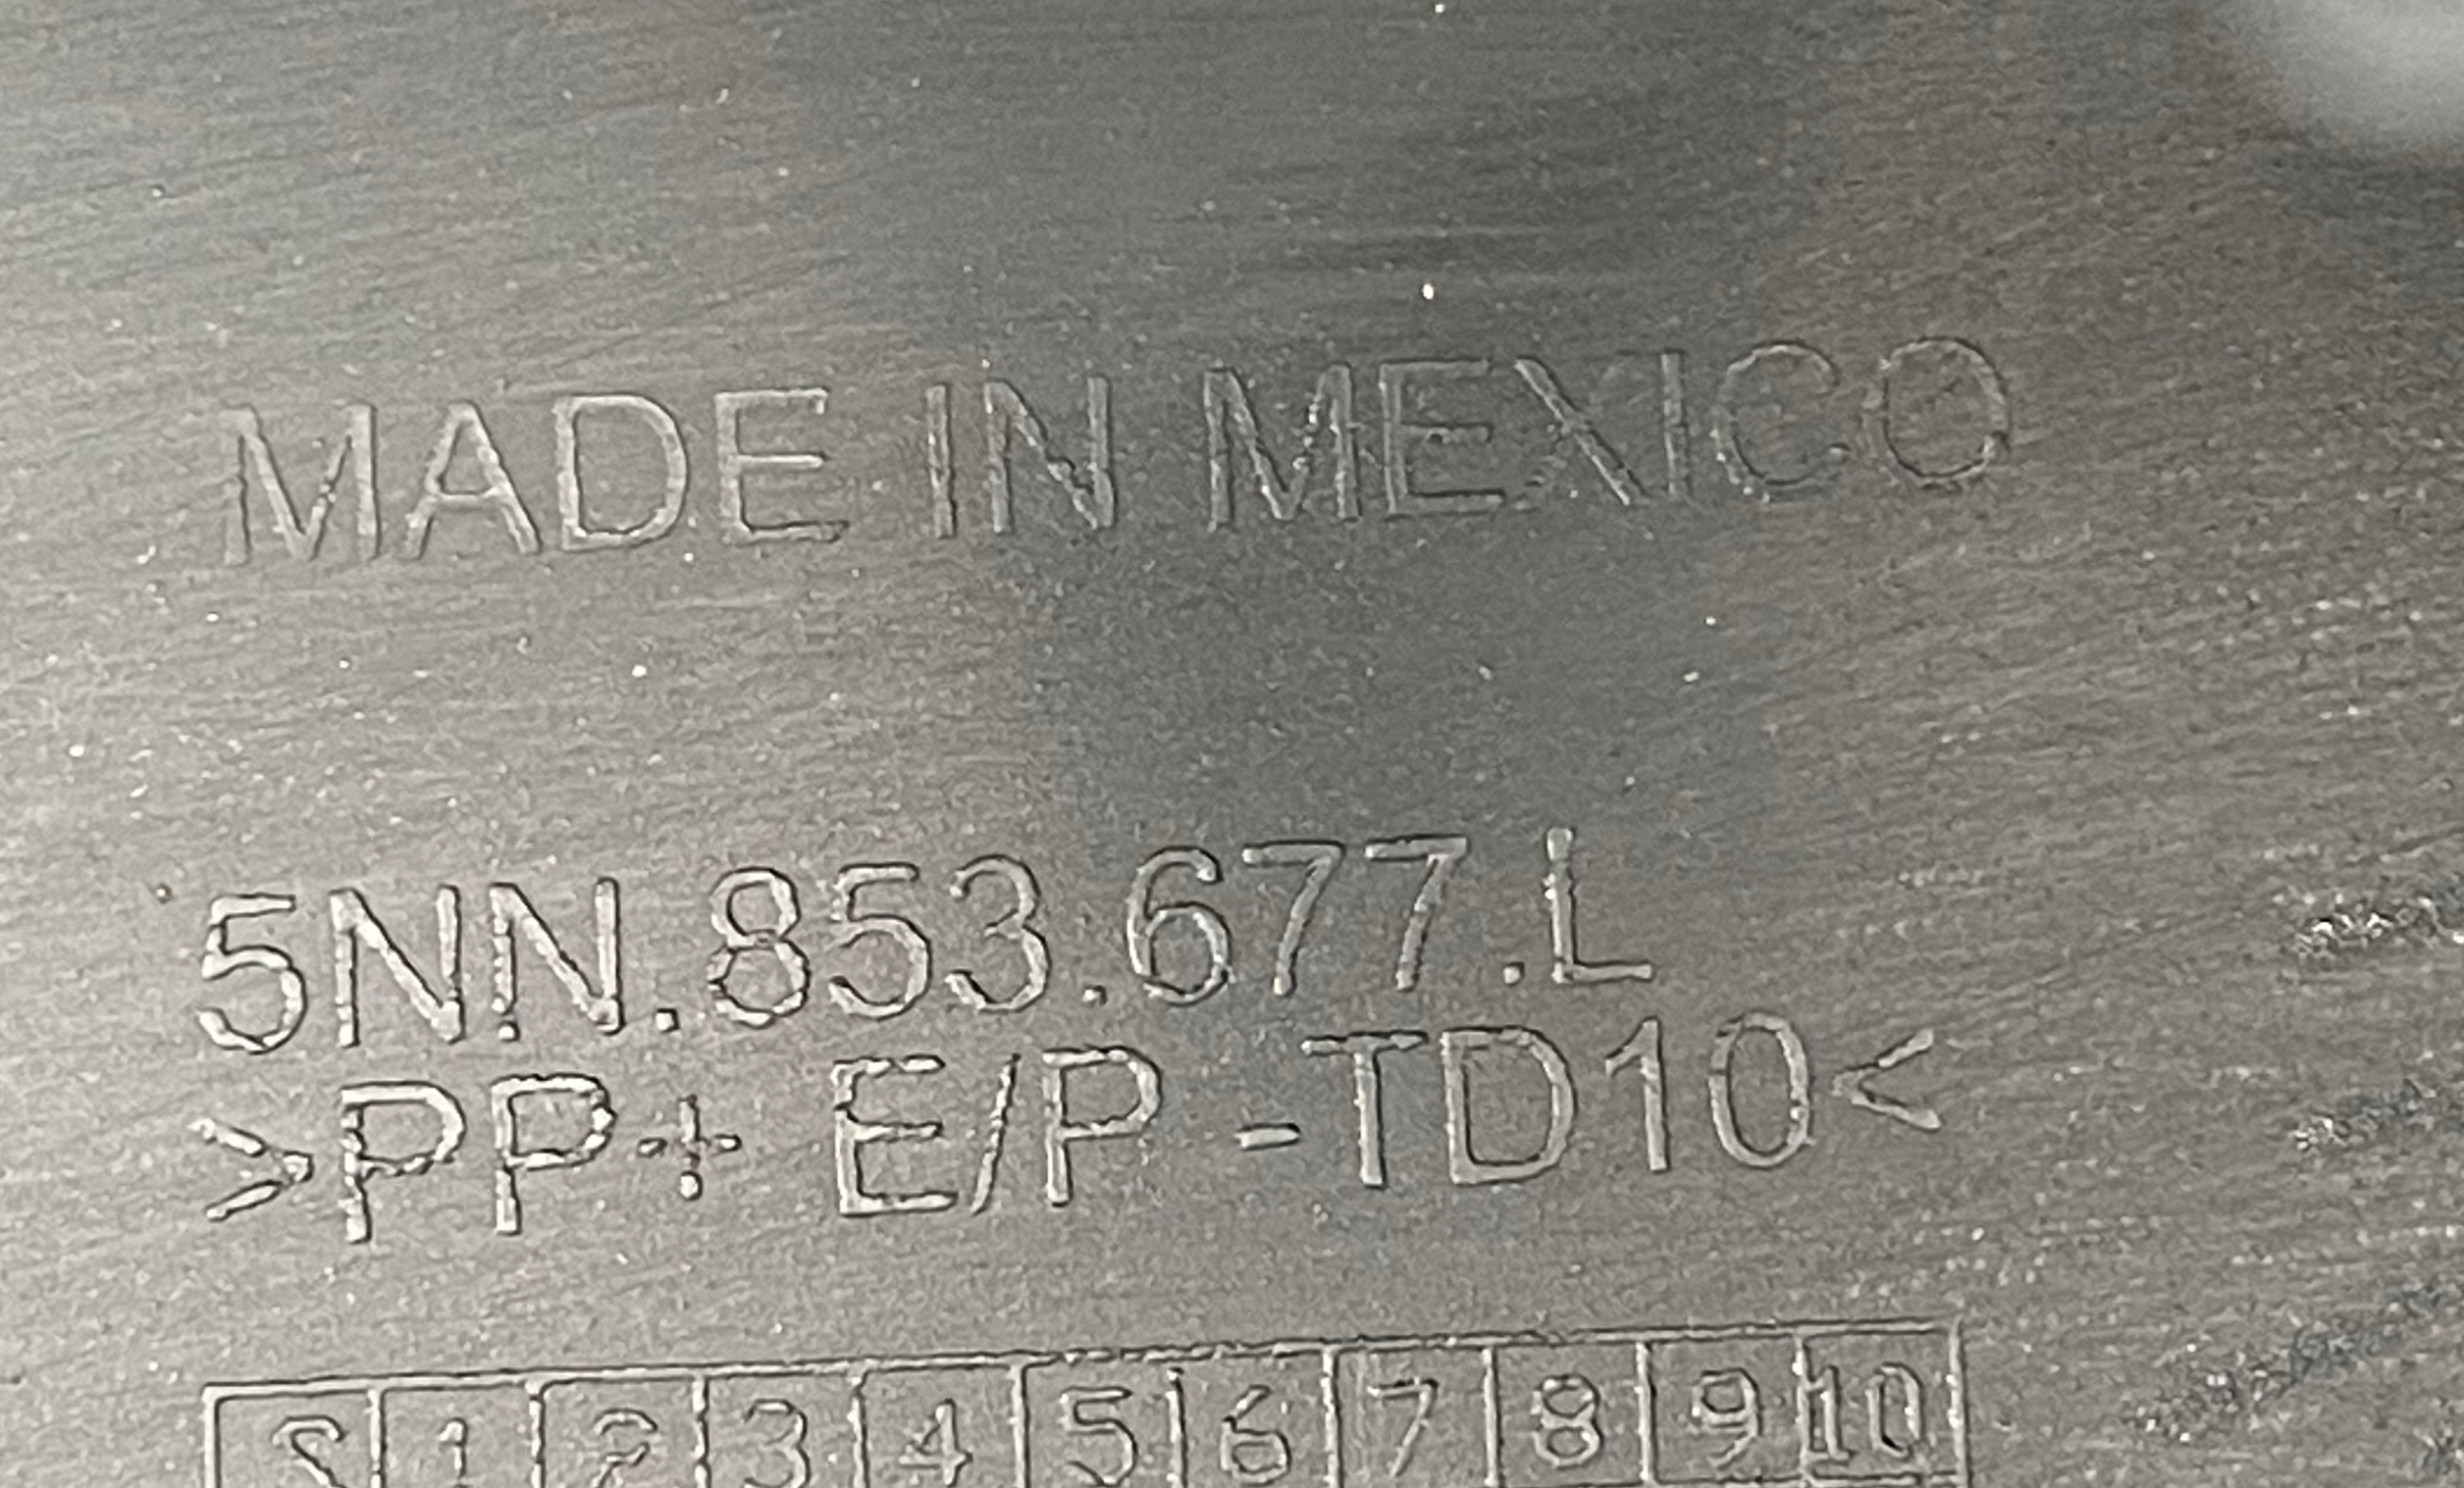 MADE IN MEXICO
5NN.853.677.L
>PP+ E/P -TD10<
1 2 3 4 5 6 7 8 9 10